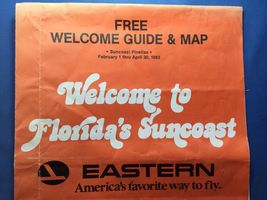 FREE
WELCOME GUIDE & MAP
• Suncoast Pinellas •
February 1 thru April 30, 1983
Welcome to
Florida's Suncoast
EASTERN
America's favorite way to fly.